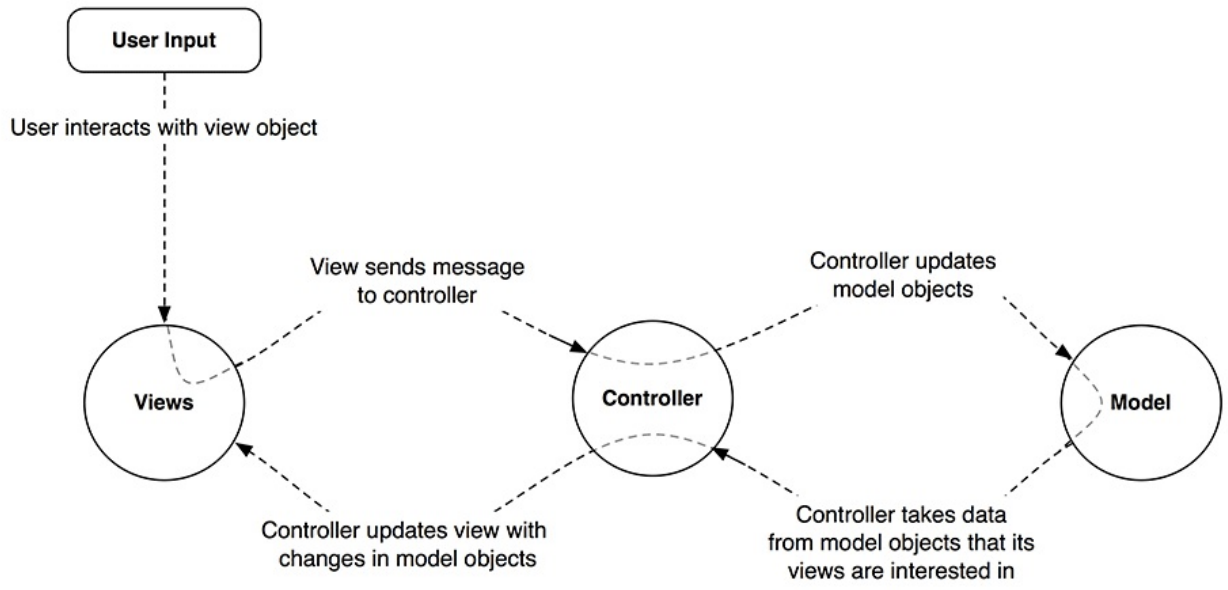 User Input
User interacts with view object
View sends message
to controller
Controller updates
model objects
Views
Controller
Model
Controller updates view with
changes in model objects
Controller takes data
from model objects that its
views are interested in